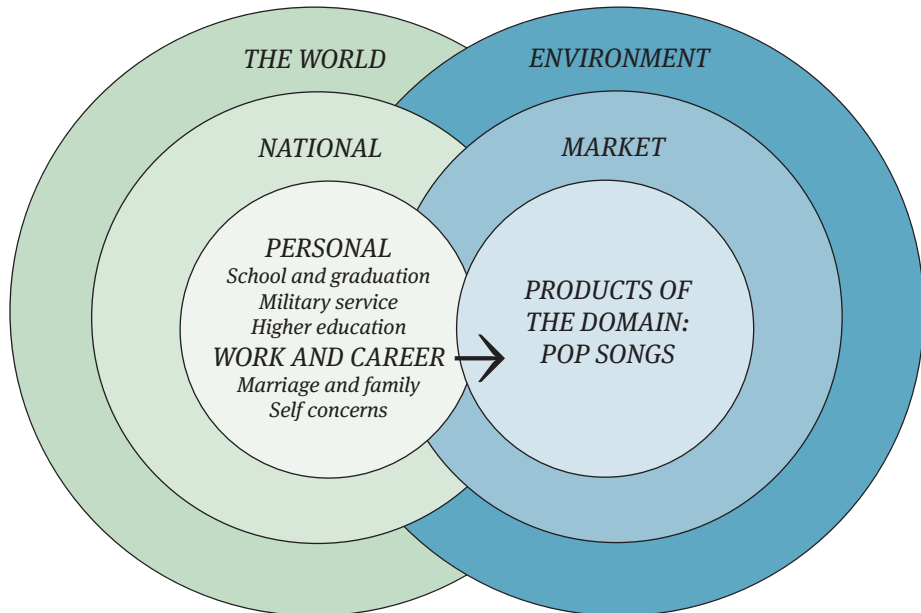 THE WORLD
NATIONAL
PERSONAL
School and graduation
Military service
Higher education
WORK AND CAREER
Marriage and family
Self concerns
ENVIRONMENT
MARKET
PRODUCTS OF
THE DOMAIN:
POP SONGS